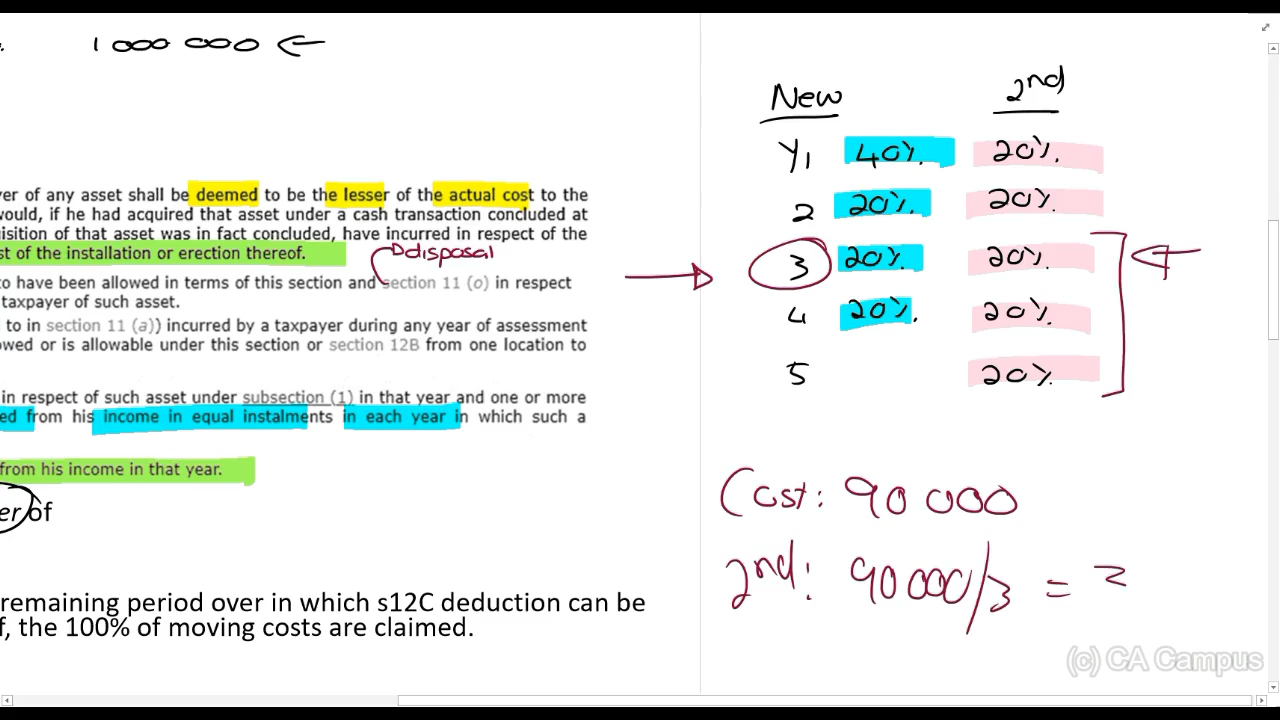 1 000 000 ←
yer of any asset shall be deemed to be the lesser of the actual cost to the
would, if he had acquired that asset under a cash transaction concluded at
uisition of that asset was in fact concluded, have incurred in respect of the
st of the installation or erection thereof.
disposal
to have been allowed in terms of this section and section 11 (o) in respect
taxpayer of such asset.
to in section 11 (a)) incurred by a taxpayer during any year of assessment
owed or is allowable under this section or section 12B from one location to
in respect of such asset under subsection (1) in that year and one or more
ed from his income in equal instalments in each year in which such a
from his income in that year.
er of
remaining period over in which s12C deduction can be
f, the 100% of moving costs are claimed.
New 2nd
Y1 40% 20%
2 20% 20%
3 20% 20%
4 20% 20%
5 20%
Cost: 90 000
2nd: 90 000/3 =
(c) CA Campus